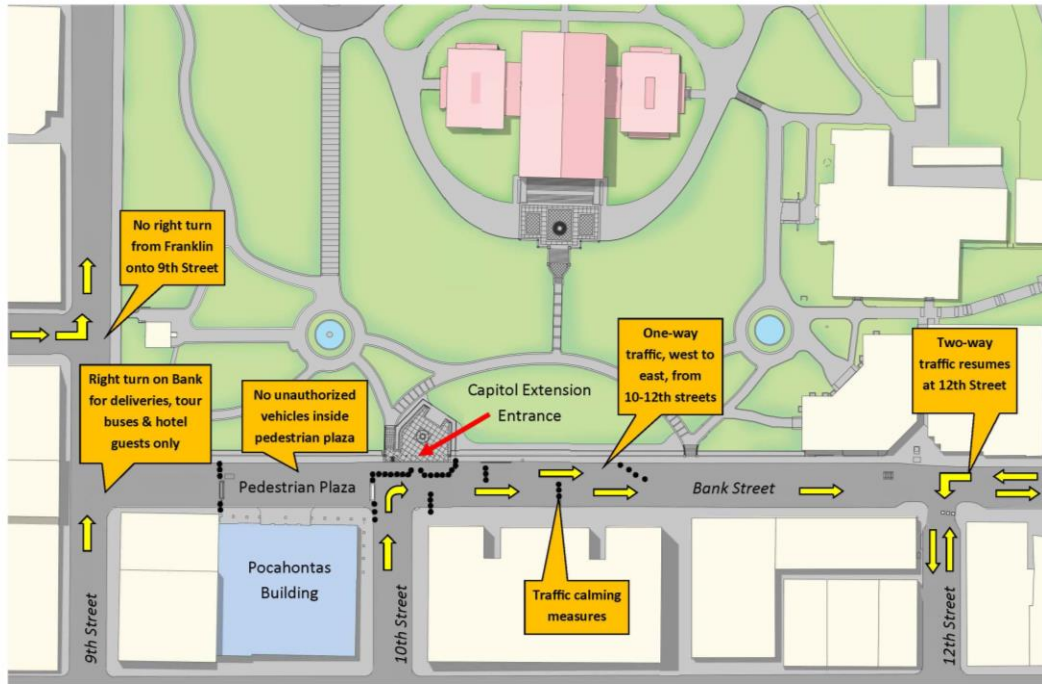 No right turn
from Franklin
onto 9th Street
Right turn on Bank
for deliveries, tour
buses & hotel
guests only
No unauthorized
vehicles inside
pedestrian plaza
Capitol Extension
Entrance
One-way
traffic, west to
east, from
10-12th streets
Two-way
traffic resumes
at 12th Street
Pedestrian Plaza
Bank Street
Pocahontas
Building
Traffic calming
measures
9th Street
10th Street
12th Street